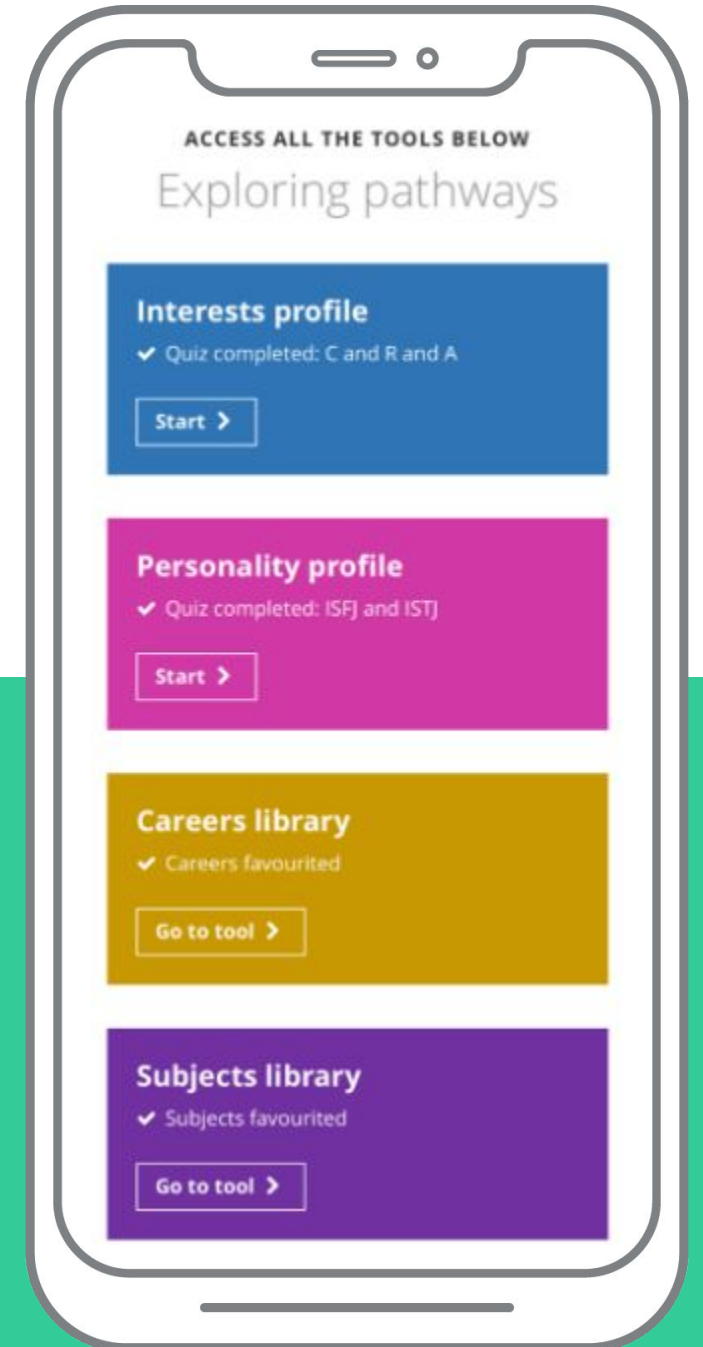 ACCESS ALL THE TOOLS BELOW
Exploring pathways
Interests profile
✔ Quiz completed: C and R and A
Start >
Personality profile
✔ Quiz completed: ISFJ and ISTJ
Start >
Careers library
✔ Careers favourited
Go to tool >
Subjects library
✔ Subjects favourited
Go to tool >